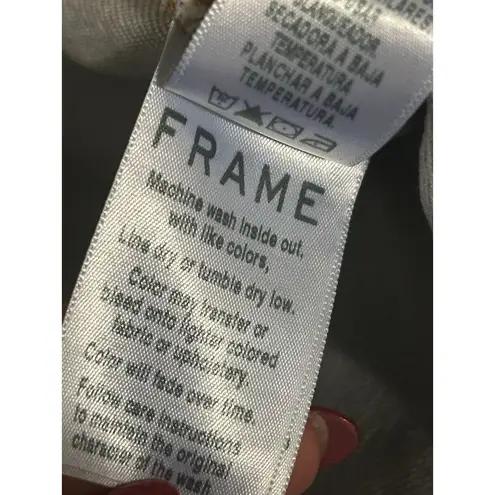 BLANQUEADOR
SECADORA A BAJA
TEMPERATURA
PLANCHAR A BAJA
TEMPERATURA.
FRAME
Machine wash inside out,
with like colors,
Line dry or tumble dry low.
Color may transfer or
bleed onto lighter colored
fabric or upholstery.
Color will fade over time.
Follow care instructions
to maintain the original
character of the wash